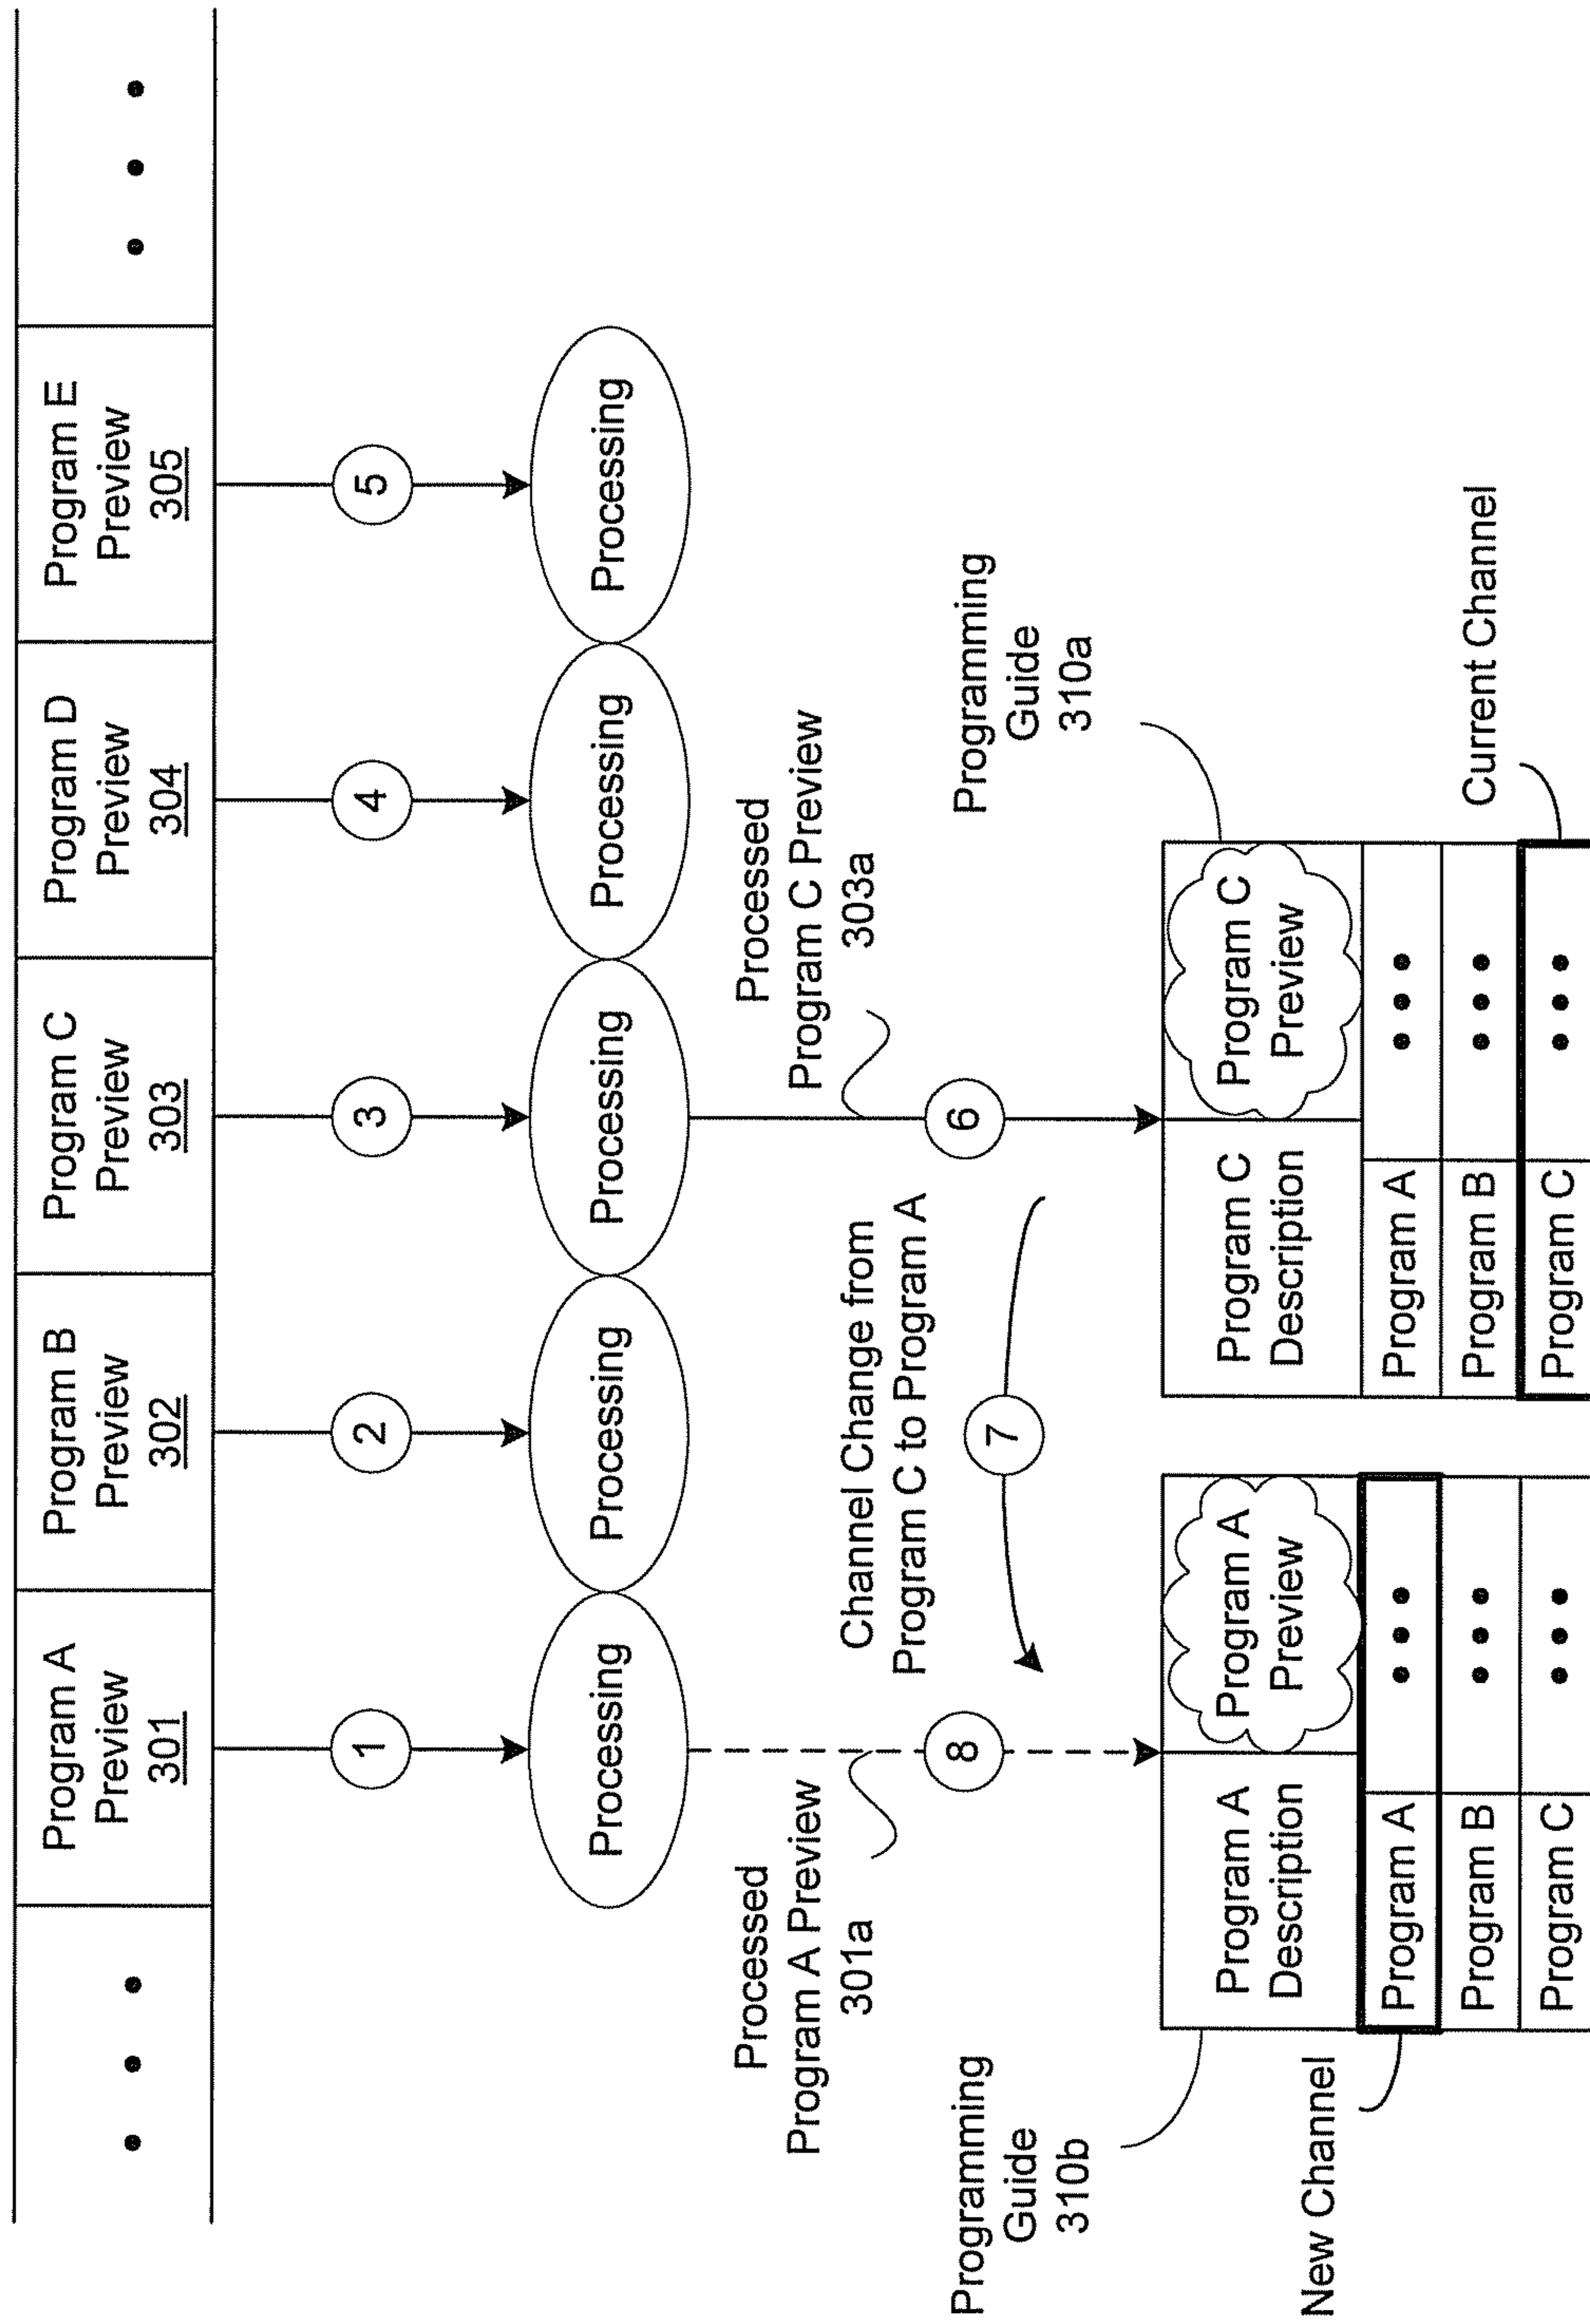 Program A
Preview
301
Program B
Preview
302
Program C
Preview
303
Program D
Preview
304
Program E
Preview
305
1
2
3
4
5
Processing
Processing
Processing
Processing
Processing
Processed
Program A Preview
301a
Processed
Program C Preview
303a
Channel Change from
Program C to Program A
8
7
6
Programming
Guide
310b
Programming
Guide
310a
Program A
Description
Program A
Preview
Program A
Program B
Program C
New Channel
Program C
Description
Program C
Preview
Program A
Program B
Program C
Current Channel